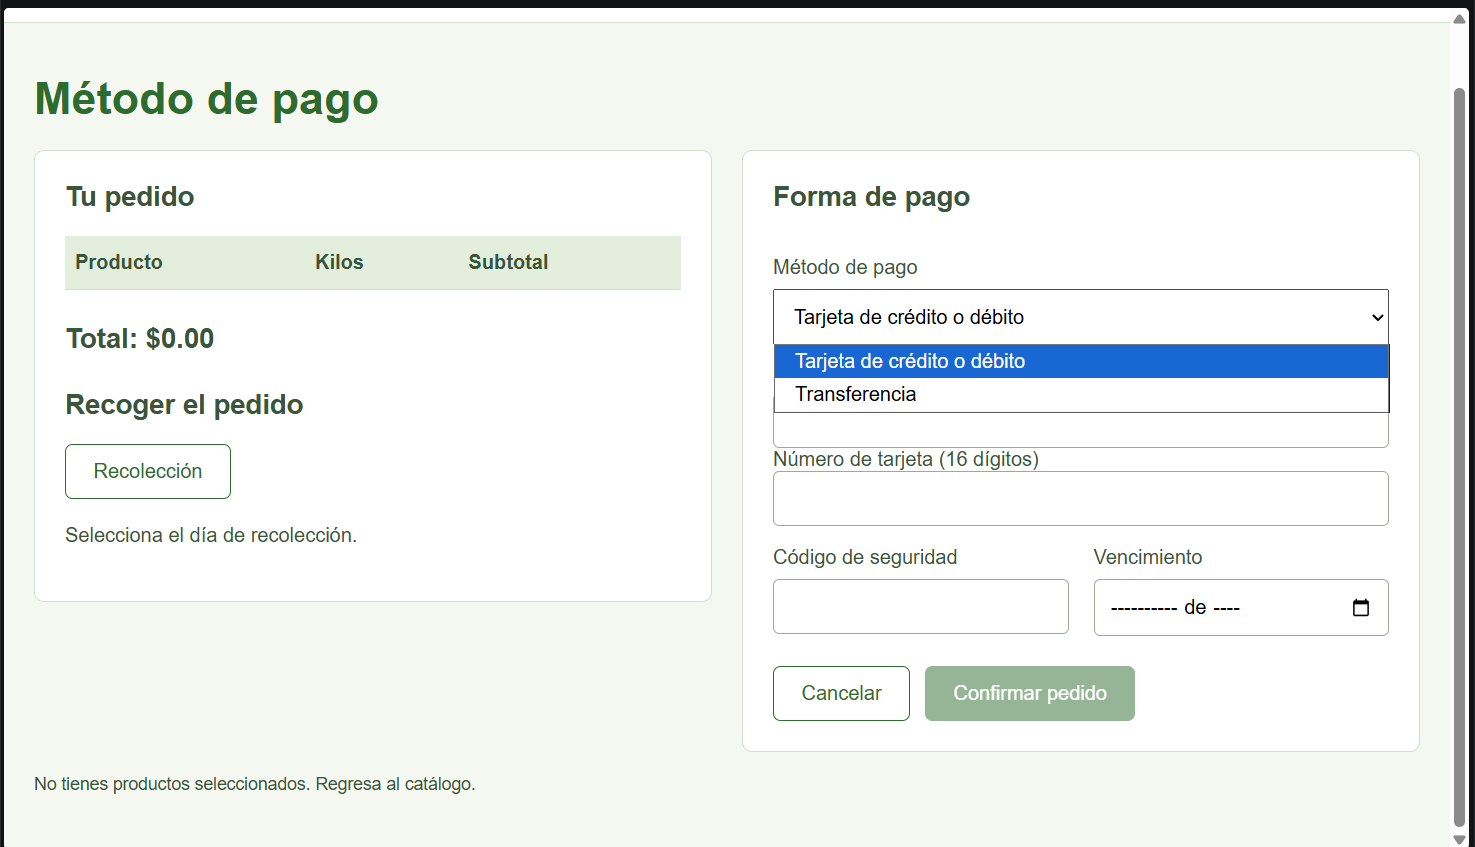 Método de pago
Tu pedido
Producto Kilos Subtotal
Total: $0.00
Recoger el pedido
Recolección
Selecciona el día de recolección.
Forma de pago
Método de pago
Tarjeta de crédito o débito
Tarjeta de crédito o débito
Transferencia
Número de tarjeta (16 dígitos)
Código de seguridad Vencimiento
---------- de ----
Cancelar Confirmar pedido
No tienes productos seleccionados. Regresa al catálogo.